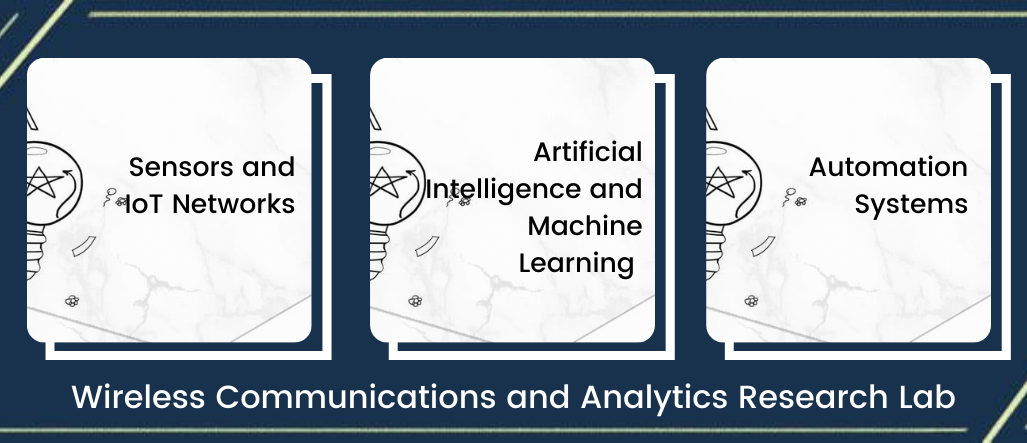 Sensors and
IoT Networks
Artificial
Intelligence and
Machine
Learning
Automation
Systems
Wireless Communications and Analytics Research Lab